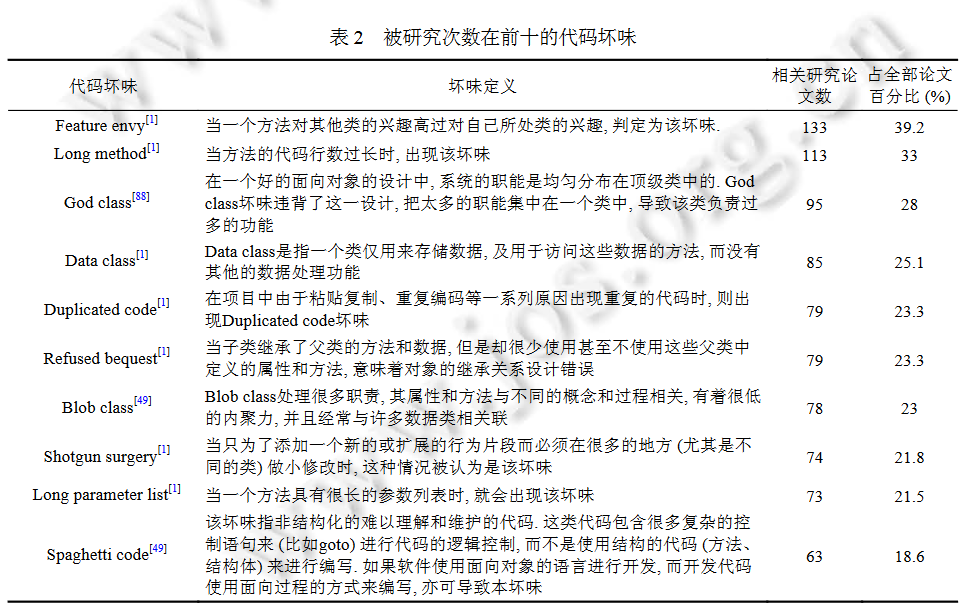 表 2 被研究次数在前十的代码坏味
代码坏味 坏味定义 相关研究论文数 占全部论文百分比 (%)
Feature envy[1] 当一个方法对其他类的兴趣高过对自己所处类的兴趣, 判定为该坏味. 133 39.2
Long method[1] 当方法的代码行数过长时, 出现该坏味 113 33
在一个好的面向对象的设计中, 系统的职能是均匀分布在顶级类中的. God
God class[88] class坏味违背了这一设计, 把太多的职能集中在一个类中, 导致该类负责过 95 28
多的功能
Data class[1] Data class是指一个类仅用来存储数据, 及用于访问这些数据的方法, 而没有 85 25.1
其他的数据处理功能
Duplicated code[1] 在项目中由于粘贴复制、重复编码等一系列原因出现重复的代码时, 则出 79 23.3
现Duplicated code坏味
Refused bequest[1] 当子类继承了父类的方法和数据, 但是却很少使用甚至不使用这些父类中 79 23.3
定义的属性和方法, 意味着对象的继承关系设计错误
Blob class[49] Blob class处理很多职责, 其属性和方法与不同的概念和过程相关, 有着很低 78 23
的内聚力, 并且经常与许多数据类相关联
Shotgun surgery[1] 当只为了添加一个新的或扩展的行为片段而必须在很多的地方 (尤其是不 74 21.8
同的类) 做小修改时, 这种情况被认为是该坏味
Long parameter list[1] 当一个方法具有很长的参数列表时, 就会出现该坏味 73 21.5
该坏味指非结构化的难以理解和维护的代码. 这类代码包含很多复杂的控
制语句来 (比如goto) 进行代码的逻辑控制, 而不是使用结构的代码 (方法、
Spaghetti code[49] 结构体) 来进行编写. 如果软件使用面向对象的语言进行开发, 而开发代码 63 18.6
使用面向过程的方式来编写, 亦可导致本坏味
www.jos.org.cn